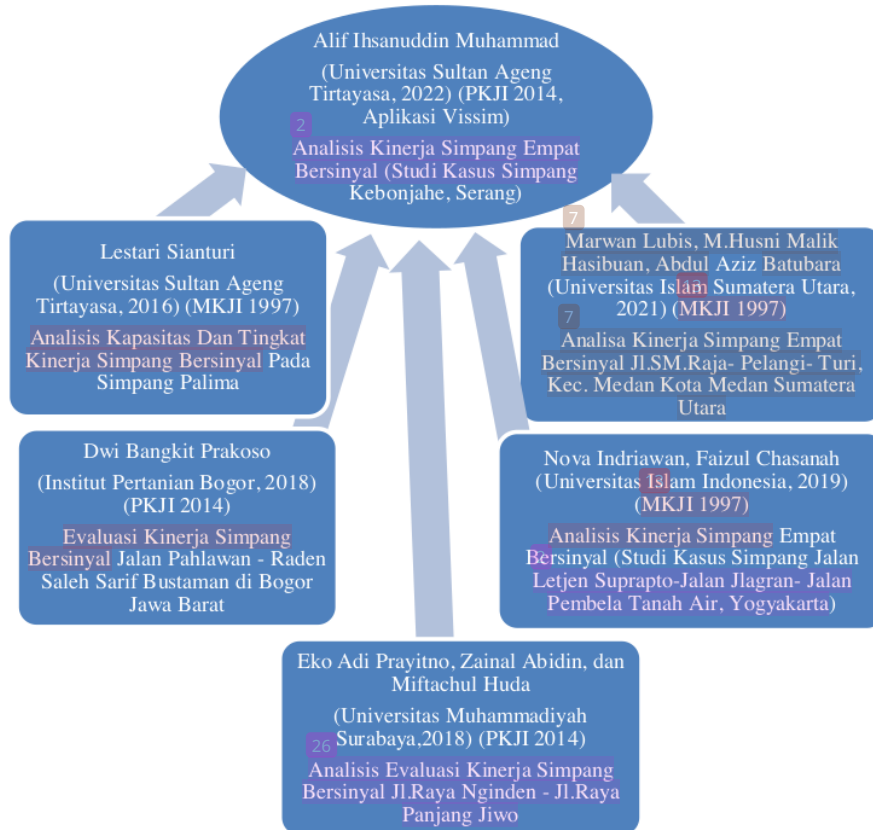 Alif Ihsanuddin Muhammad
(Universitas Sultan Ageng
Tirtayasa, 2022) (PKJI 2014,
Aplikasi Vissim)
2
Analisis Kinerja Simpang Empat
Bersinyal (Studi Kasus Simpang
Kebonjahe, Serang)
Lestari Sianturi
(Universitas Sultan Ageng
Tirtayasa, 2016) (MKJI 1997)
Analisis Kapasitas Dan Tingkat
Kinerja Simpang Bersinyal Pada
Simpang Palima
7
Marwan Lubis, M.Husni Malik
Hasibuan, Abdul Aziz Batubara
(Universitas Islam Sumatera Utara,
13
2021) (MKJI 1997)
7
Analisa Kinerja Simpang Empat
Bersinyal Jl.SM.Raja- Pelangi- Turi,
Kec. Medan Kota Medan Sumatera
Utara
Dwi Bangkit Prakoso
(Institut Pertanian Bogor, 2018)
(PKJI 2014)
Evaluasi Kinerja Simpang
Bersinyal Jalan Pahlawan - Raden
Saleh Sarif Bustaman di Bogor
Jawa Barat
Nova Indriawan, Faizul Chasanah
(Universitas Islam Indonesia, 2019)
(MKJI 1997)
Analisis Kinerja Simpang Empat
Bersinyal (Studi Kasus Simpang Jalan
Letjen Suprapto-Jalan Jlagran- Jalan
Pembela Tanah Air, Yogyakarta)
Eko Adi Prayitno, Zainal Abidin, dan
Miftachul Huda
(Universitas Muhammadiyah
Surabaya,2018) (PKJI 2014)
26
Analisis Evaluasi Kinerja Simpang
Bersinyal Jl.Raya Nginden - Jl.Raya
Panjang Jiwo